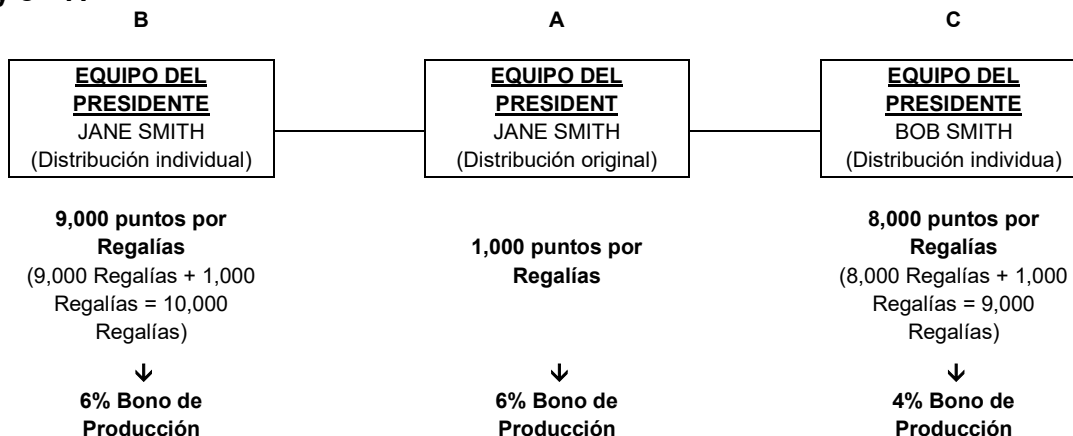 B
EQUIPO DEL
PRESIDENTE
JANE SMITH
(Distribución individual)
9,000 puntos por
Regalías
(9,000 Regalías + 1,000
Regalías = 10,000
Regalías)
6% Bono de
Producción
A
EQUIPO DEL
PRESIDENT
JANE SMITH
(Distribución original)
1,000 puntos por
Regalías
6% Bono de
Producción
C
EQUIPO DEL
PRESIDENTE
BOB SMITH
(Distribución individua)
8,000 puntos por
Regalías
(8,000 Regalías + 1,000
Regalías = 9,000
Regalías)
4% Bono de
Producción